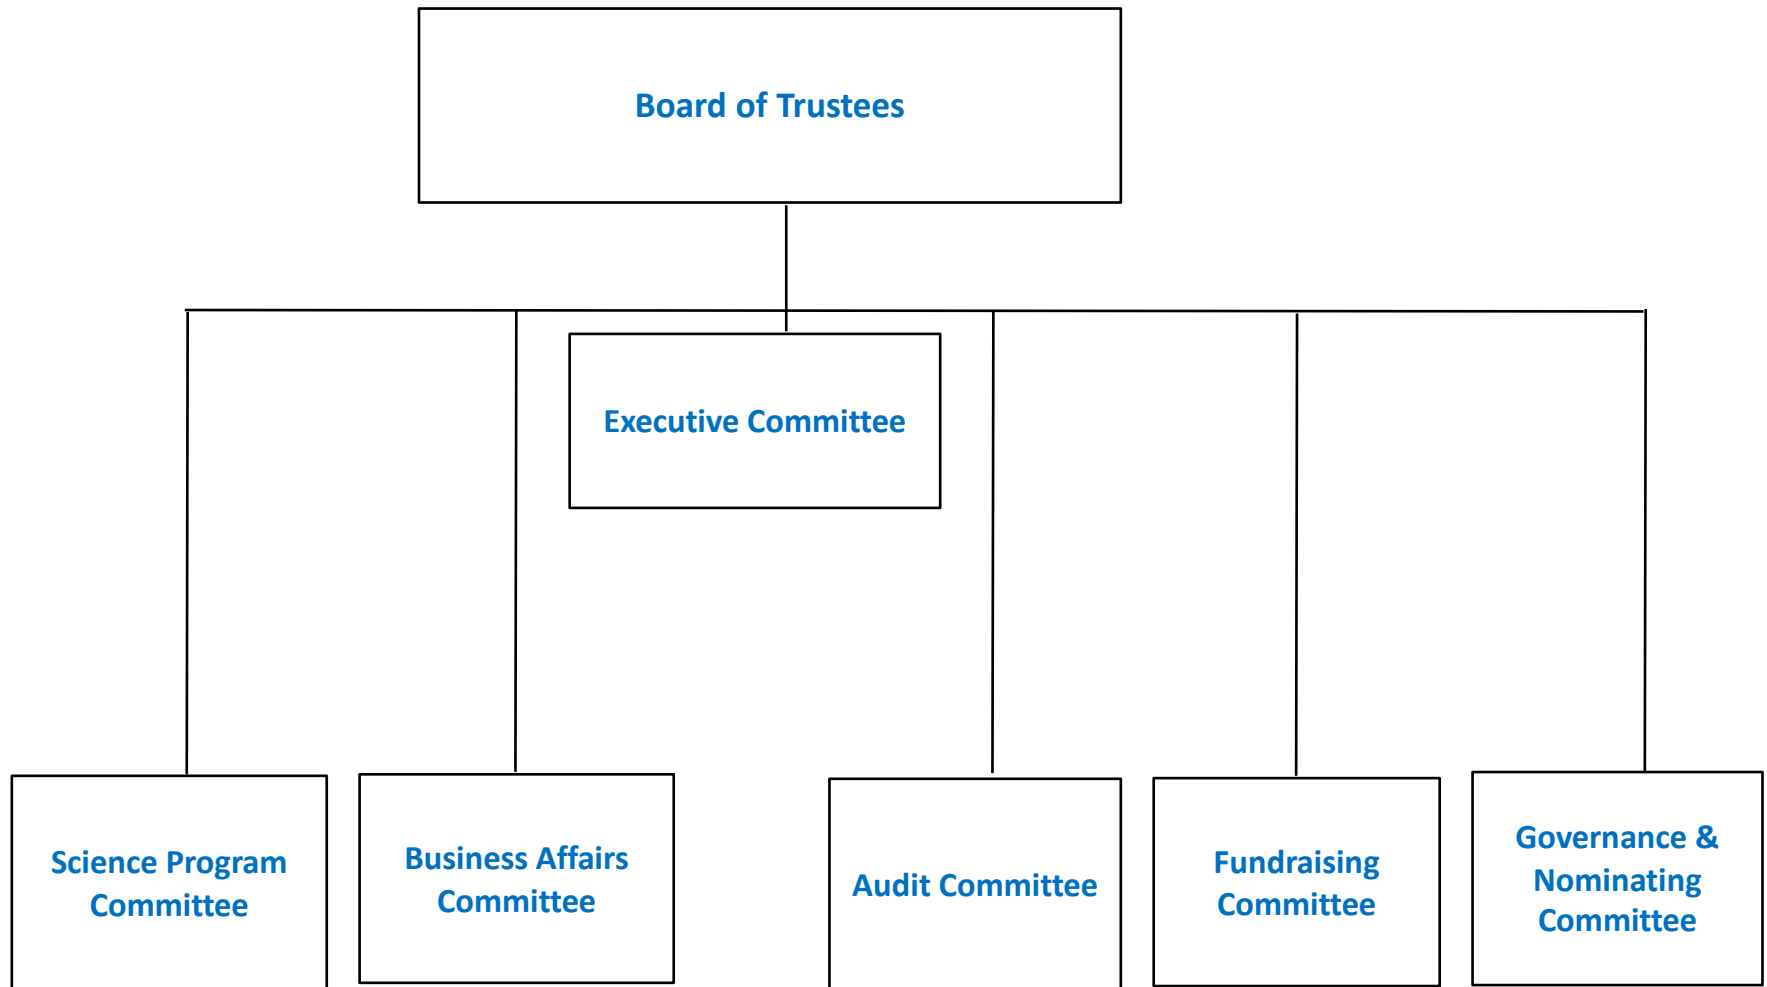 Board of Trustees
Executive Committee
Science Program
Committee
Business Affairs
Committee
Audit Committee
Fundraising
Committee
Governance &
Nominating
Committee